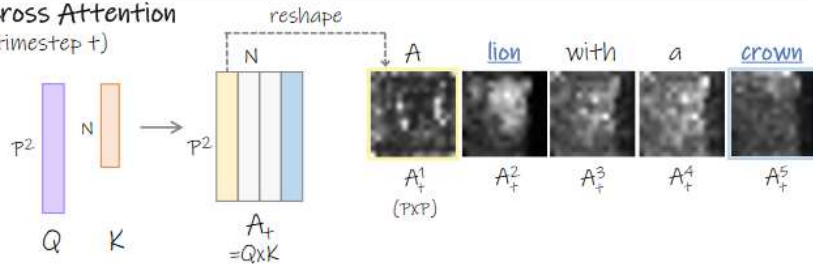 ross Attention
timestep t)
reshape
N
A lion with a crown
P²
N
P²
A¹ₜ A²ₜ A³ₜ A⁴ₜ A⁵ₜ
(PxP)
Q K
Aₜ
=QxK